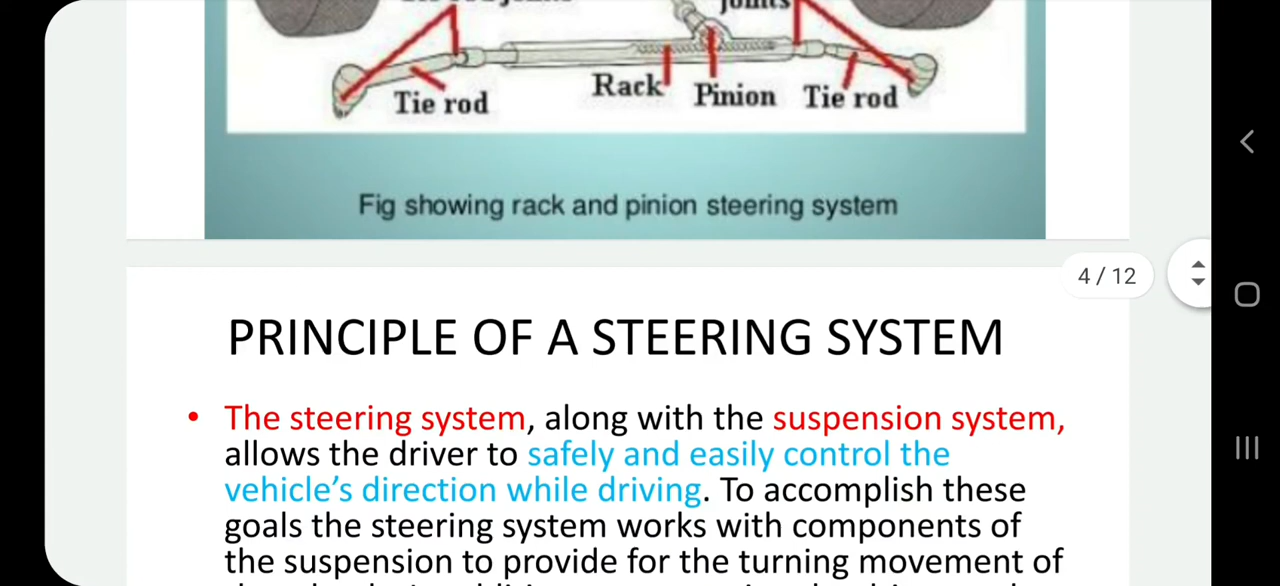 Rack
Pinion
Tie rod
Tie rod
Fig showing rack and pinion steering system
4 / 12
PRINCIPLE OF A STEERING SYSTEM
• The steering system, along with the suspension system,
allows the driver to safely and easily control the
vehicle's direction while driving. To accomplish these
goals the steering system works with components of
the suspension to provide for the turning movement of